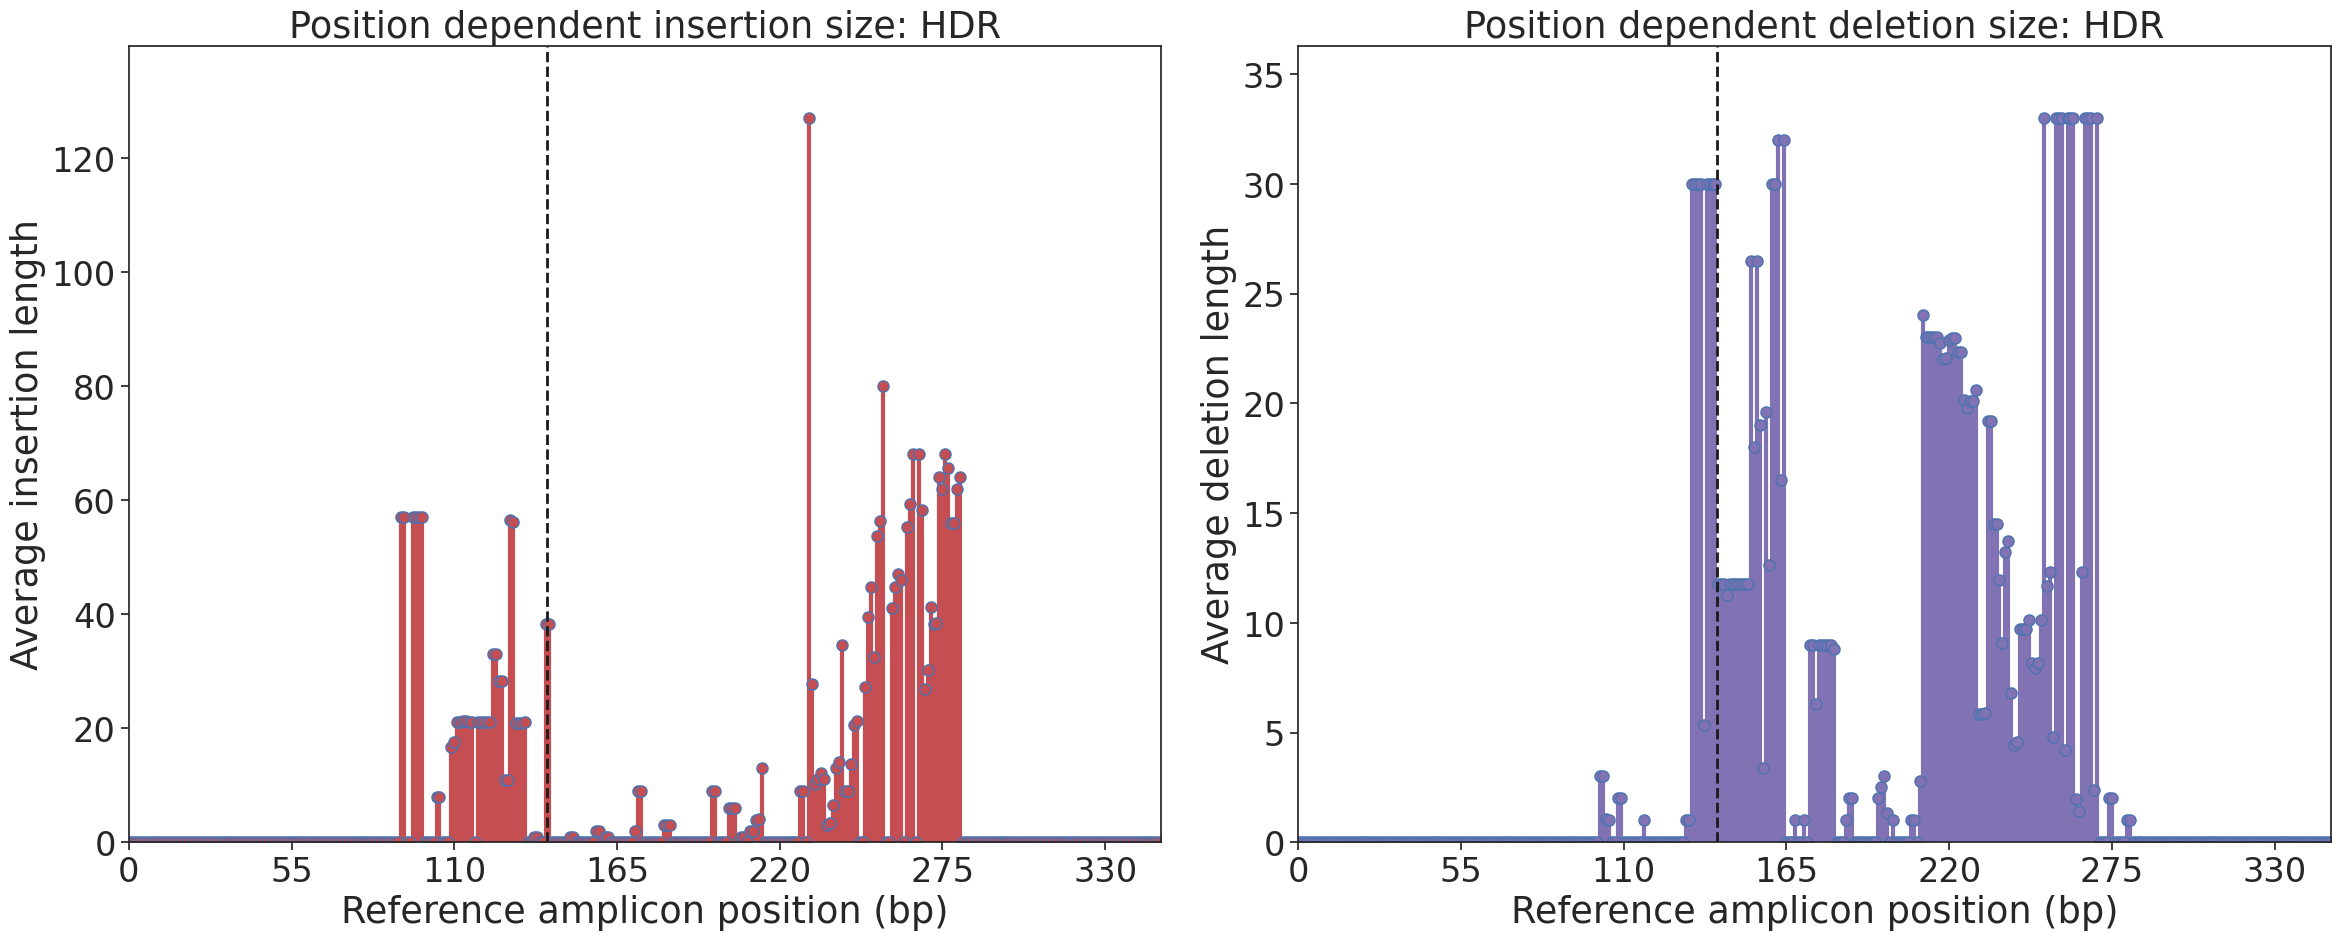 Position dependent insertion size: HDR
Average insertion length
120
100
80
60
40
20
0
0 55 110 165 220 275 330
Reference amplicon position (bp)
Position dependent deletion size: HDR
Average deletion length
35
30
25
20
15
10
5
0
0 55 110 165 220 275 330
Reference amplicon position (bp)